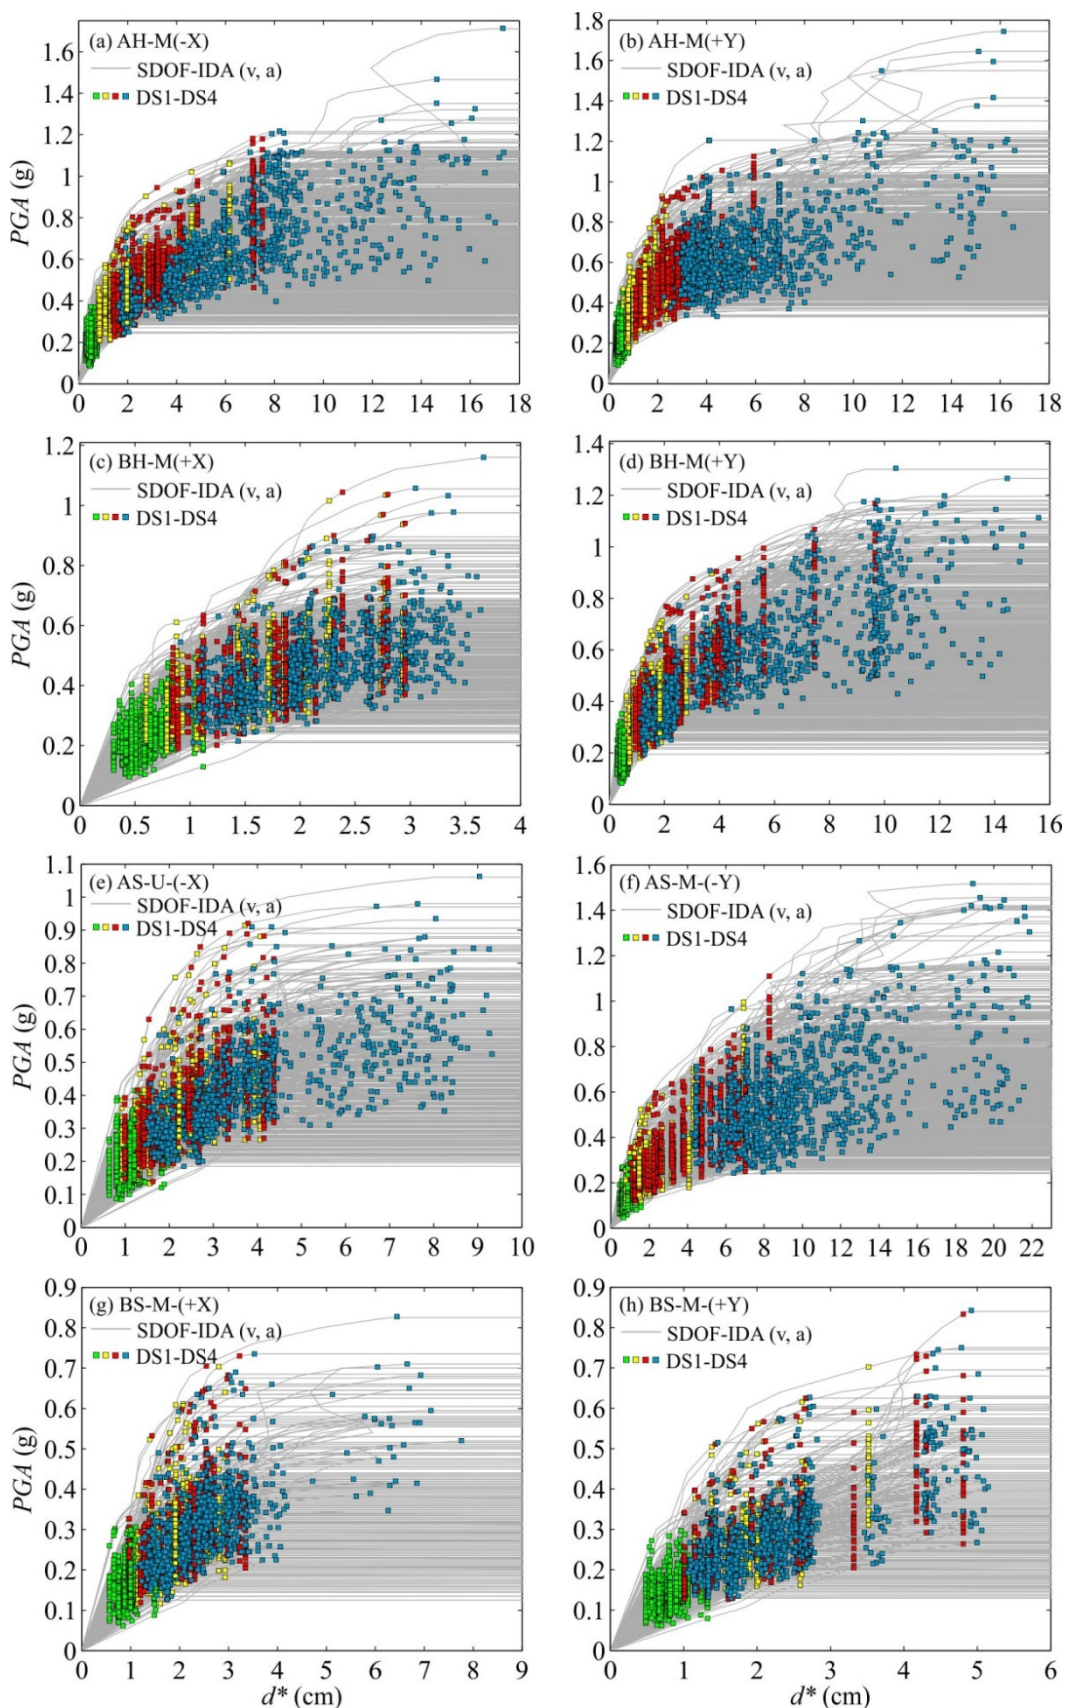 (a) AH-M(-X)
SDOF-IDA (v, a)
DS1-DS4
PGA (g)
1.6
1.4
1.2
1
0.8
0.6
0.4
0.2
0
0 2 4 6 8 10 12 14 16 18
(b) AH-M(+Y)
SDOF-IDA (v, a)
DS1-DS4
1.8
1.6
1.4
1.2
1
0.8
0.6
0.4
0.2
0
0 2 4 6 8 10 12 14 16 18
(c) BH-M(+X)
SDOF-IDA (v, a)
DS1-DS4
PGA (g)
1.2
1
0.8
0.6
0.4
0.2
0
0 0.5 1 1.5 2 2.5 3 3.5 4
(d) BH-M(+Y)
SDOF-IDA (v, a)
DS1-DS4
1.4
1.2
1
0.8
0.6
0.4
0.2
0
0 2 4 6 8 10 12 14 16
(e) AS-U-(-X)
SDOF-IDA (v, a)
DS1-DS4
PGA (g)
1.1
1
0.9
0.8
0.7
0.6
0.5
0.4
0.3
0.2
0.1
0
0 1 2 3 4 5 6 7 8 9 10
(f) AS-M-(-Y)
SDOF-IDA (v, a)
DS1-DS4
1.6
1.4
1.2
1
0.8
0.6
0.4
0.2
0
0 2 4 6 8 10 12 14 16 18 20 22
(g) BS-M-(+X)
SDOF-IDA (v, a)
DS1-DS4
PGA (g)
0.9
0.8
0.7
0.6
0.5
0.4
0.3
0.2
0.1
0
0 1 2 3 4 5 6 7 8 9
d* (cm)
(h) BS-M-(+Y)
SDOF-IDA (v, a)
DS1-DS4
0.9
0.8
0.7
0.6
0.5
0.4
0.3
0.2
0.1
0
0 1 2 3 4 5 6
d* (cm)